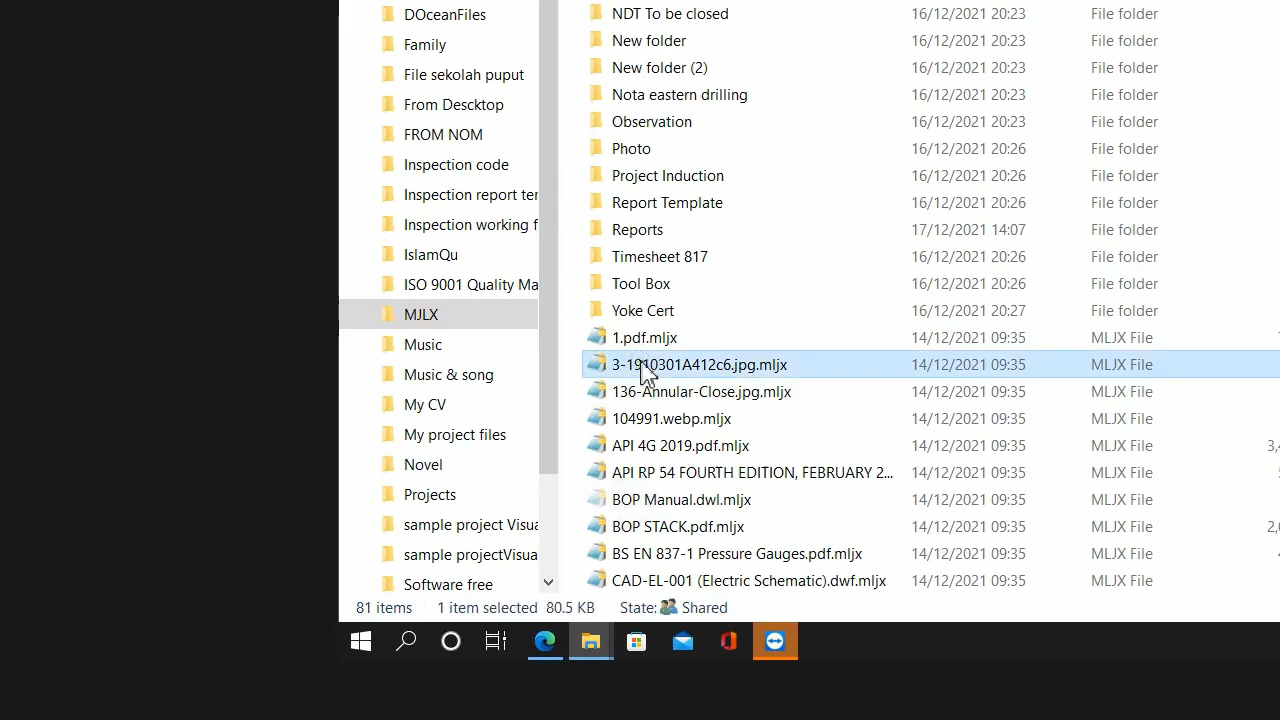 DOceanFiles
Family
File sekolah puput
From Descktop
FROM NOM
Inspection code
Inspection report ter
Inspection working f
IslamQu
ISO 9001 Quality Ma
MJLX
Music
Music & song
My CV
My project files
Novel
Projects
sample project Visua
sample projectVisua
Software free
NDT To be closed 16/12/2021 20:23 File folder
New folder 16/12/2021 20:23 File folder
New folder (2) 16/12/2021 20:23 File folder
Nota eastern drilling 16/12/2021 20:23 File folder
Observation 16/12/2021 20:23 File folder
Photo 16/12/2021 20:26 File folder
Project Induction 16/12/2021 20:26 File folder
Report Template 16/12/2021 20:26 File folder
Reports 17/12/2021 14:07 File folder
Timesheet 817 16/12/2021 20:26 File folder
Tool Box 16/12/2021 20:26 File folder
Yoke Cert 16/12/2021 20:27 File folder
1.pdf.mljx 14/12/2021 09:35 MLJX File
3-1910301A412c6.jpg.mljx 14/12/2021 09:35 MLJX File
136-Annular-Close.jpg.mljx 14/12/2021 09:35 MLJX File
104991.webp.mljx 14/12/2021 09:35 MLJX File
API 4G 2019.pdf.mljx 14/12/2021 09:35 MLJX File 3,4
API RP 54 FOURTH EDITION, FEBRUARY 2... 14/12/2021 09:35 MLJX File
BOP Manual.dwl.mljx 14/12/2021 09:35 MLJX File
BOP STACK.pdf.mljx 14/12/2021 09:35 MLJX File 2,0
BS EN 837-1 Pressure Gauges.pdf.mljx 14/12/2021 09:35 MLJX File
CAD-EL-001 (Electric Schematic).dwf.mljx 14/12/2021 09:35 MLJX File
81 items 1 item selected 80.5 KB State: Shared